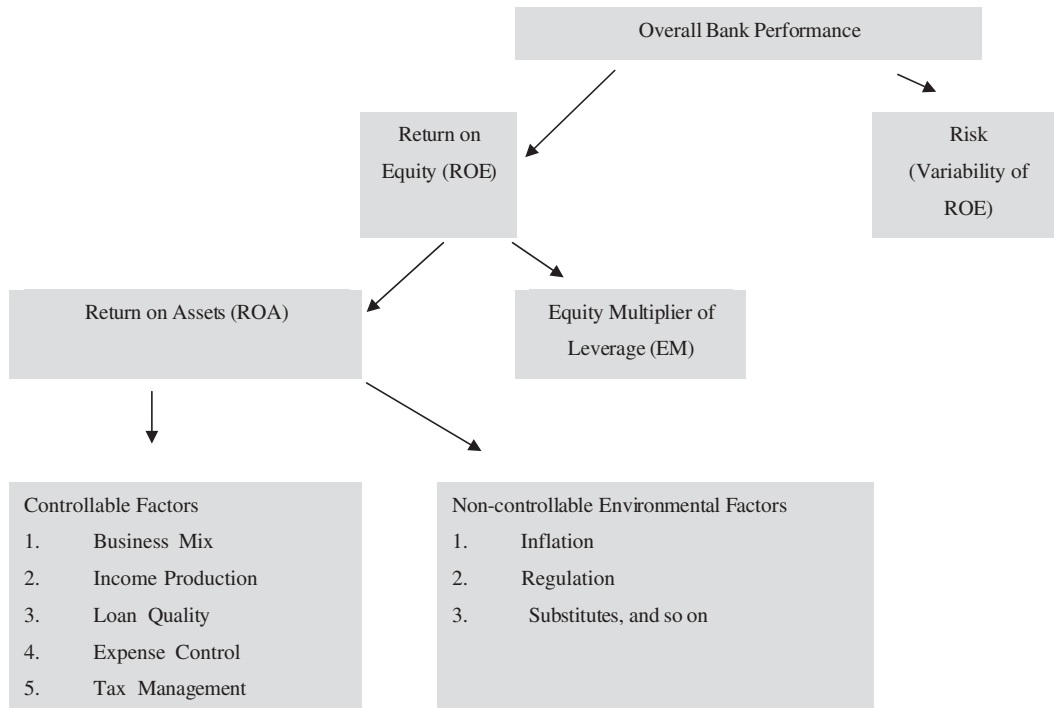 Overall Bank Performance
Return on
Equity (ROE)
Risk
(Variability of
ROE)
Return on Assets (ROA)
Equity Multiplier of
Leverage (EM)
Controllable Factors
1. Business Mix
2. Income Production
3. Loan Quality
4. Expense Control
5. Tax Management
Non-controllable Environmental Factors
1. Inflation
2. Regulation
3. Substitutes, and so on